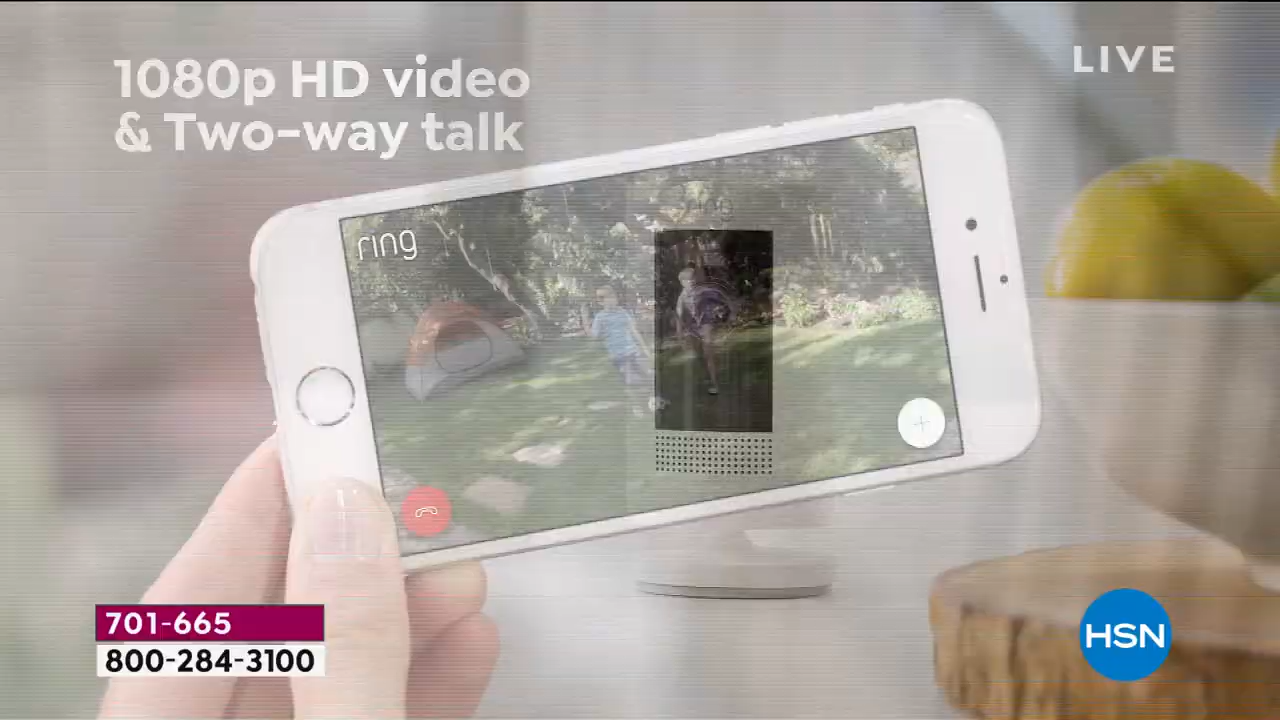 1080p HD video
& Two-way talk
LIVE
ring
701-665
800-284-3100
HSN